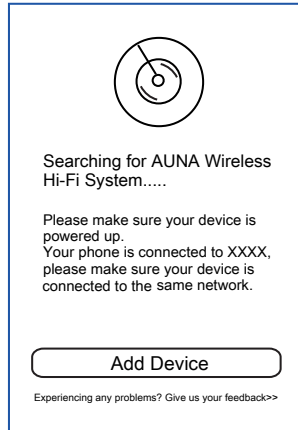 Searching for AUNA Wireless
Hi-Fi System.....
Please make sure your device is
powered up.
Your phone is connected to XXXX,
please make sure your device is
connected to the same network.
Add Device
Experiencing any problems? Give us your feedback>>